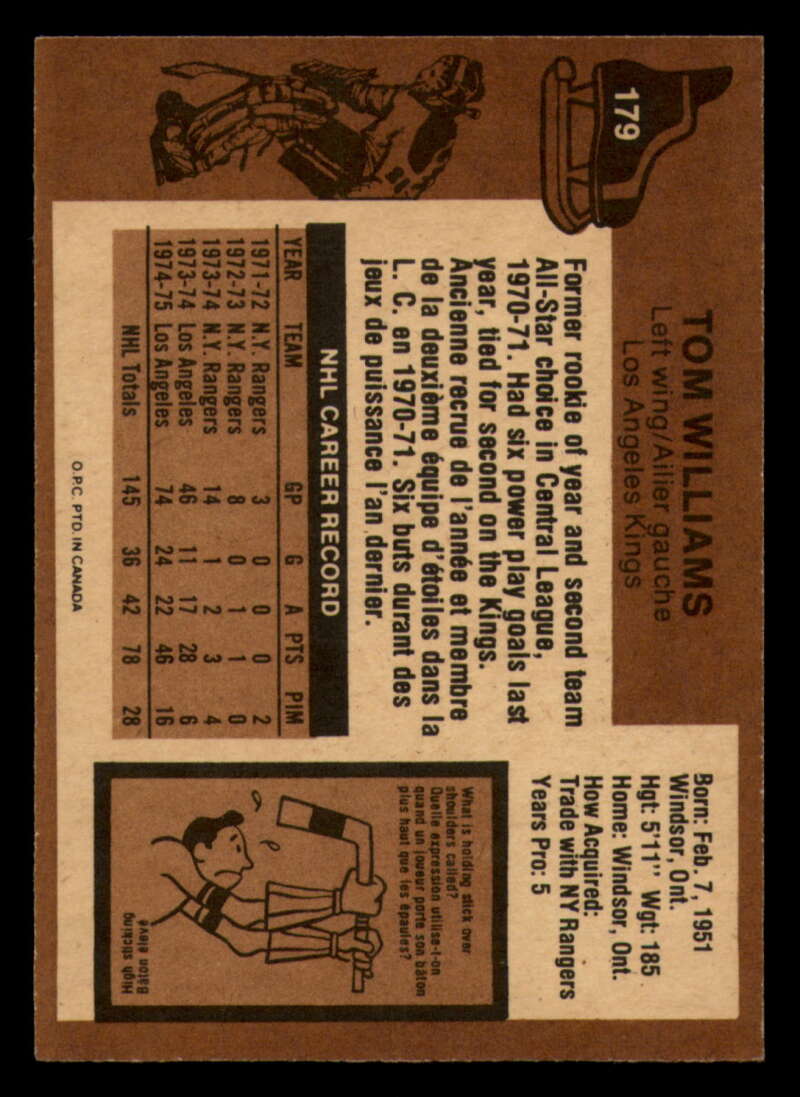 179
TOM WILLIAMS
Left wing/Ailier gauche
Los Angeles Kings
Former rookie of year and second team
All-Star choice in Central League,
1970-71. Had six power play goals last
year, tied for second on the Kings.
Ancienne recrue de l'année et membre
de la deuxième équipe d'étoiles dans la
L. C. en 1970-71. Six buts durant des
jeux de puissance l'an dernier.
NHL CAREER RECORD
YEAR TEAM GP G A PTS PIM
1971-72 N.Y. Rangers 3 0 0 0 2
1972-73 N.Y. Rangers 8 0 1 1 0
1973-74 N.Y. Rangers 14 1 2 3 4
1973-74 Los Angeles 46 11 17 28 6
1974-75 Los Angeles 74 24 22 46 16
NHL Totals 145 36 42 78 28
O.P.C. PTD. IN CANADA
Born: Feb. 7, 1951
Windsor, Ont.
Hgt: 5'11" Wgt: 185
Home: Windsor, Ont.
How Acquired:
Trade with NY Rangers
Years Pro: 5
What is holding stick over
shoulders called?
Quelle expression utilise-t-on
quand un joueur porte son bâton
plus haut que les épaules?
High sticking
Bâton élevé